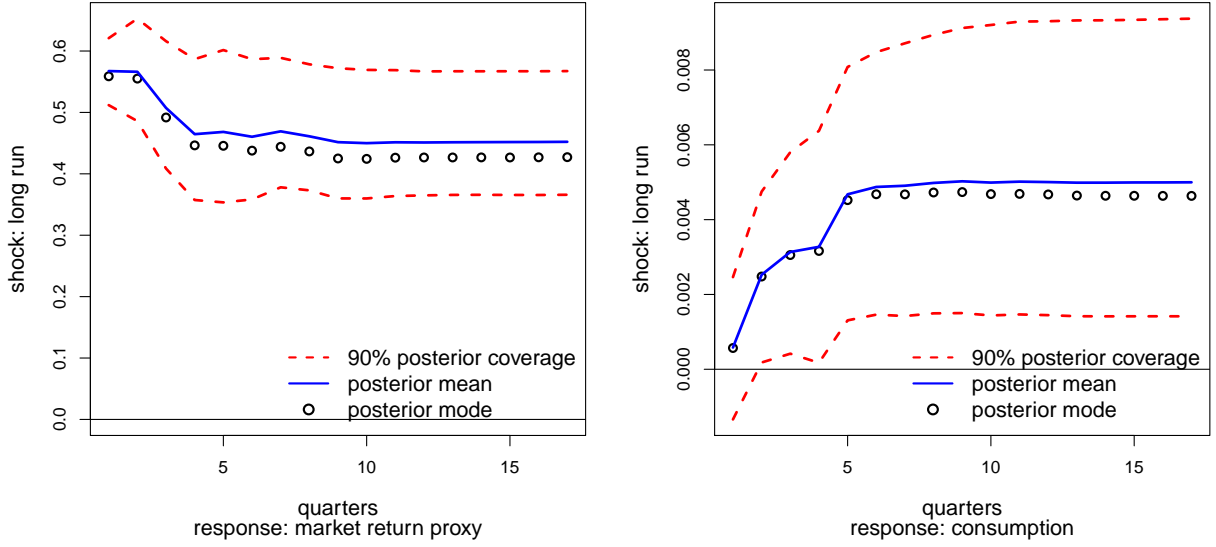 0.6
0.5
0.4
0.3
0.2
0.1
0.0
shock: long run
90% posterior coverage
posterior mean
posterior mode
5
10
15
quarters
response: market return proxy
0.008
0.006
0.004
0.002
0.000
shock: long run
90% posterior coverage
posterior mean
posterior mode
5
10
15
quarters
response: consumption